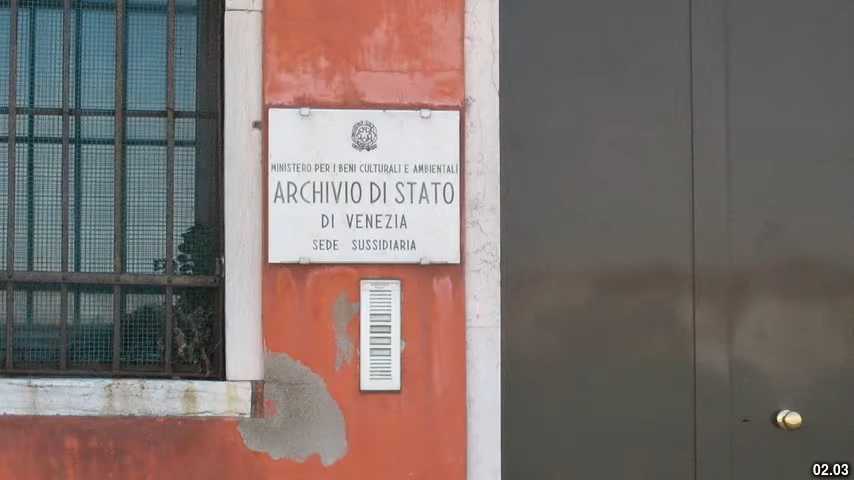 MINISTERO PER I BENI CULTURALI E AMBIENTALI
ARCHIVIO DI STATO
DI VENEZIA
SEDE SUSSIDIARIA
02.03